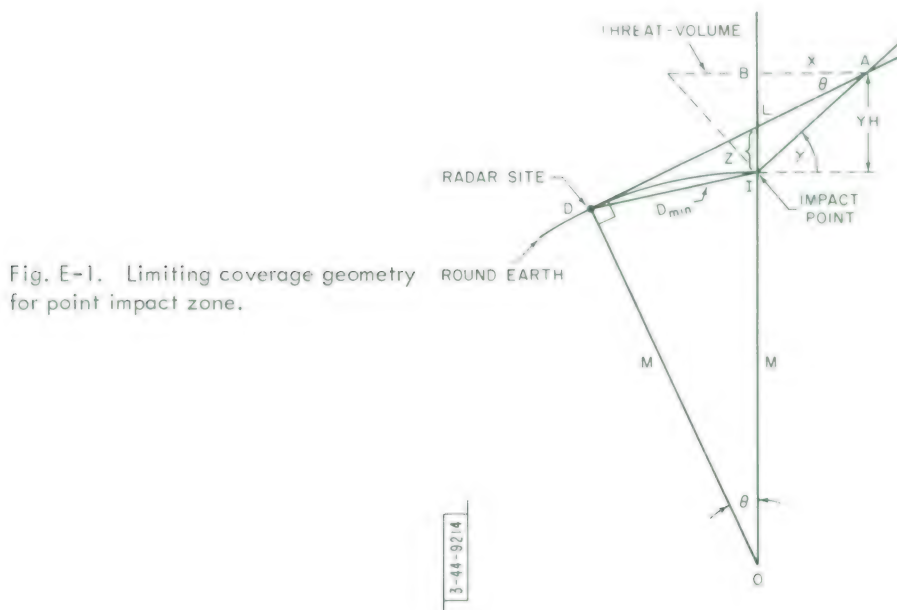 THREAT-VOLUME
B
X
A
θ
L
YH
Z
γ
RADAR SITE
I
IMPACT
POINT
D
D min
ROUND EARTH
Fig. E-1. Limiting coverage geometry
for point impact zone.
M
M
θ
O
3-44-9214